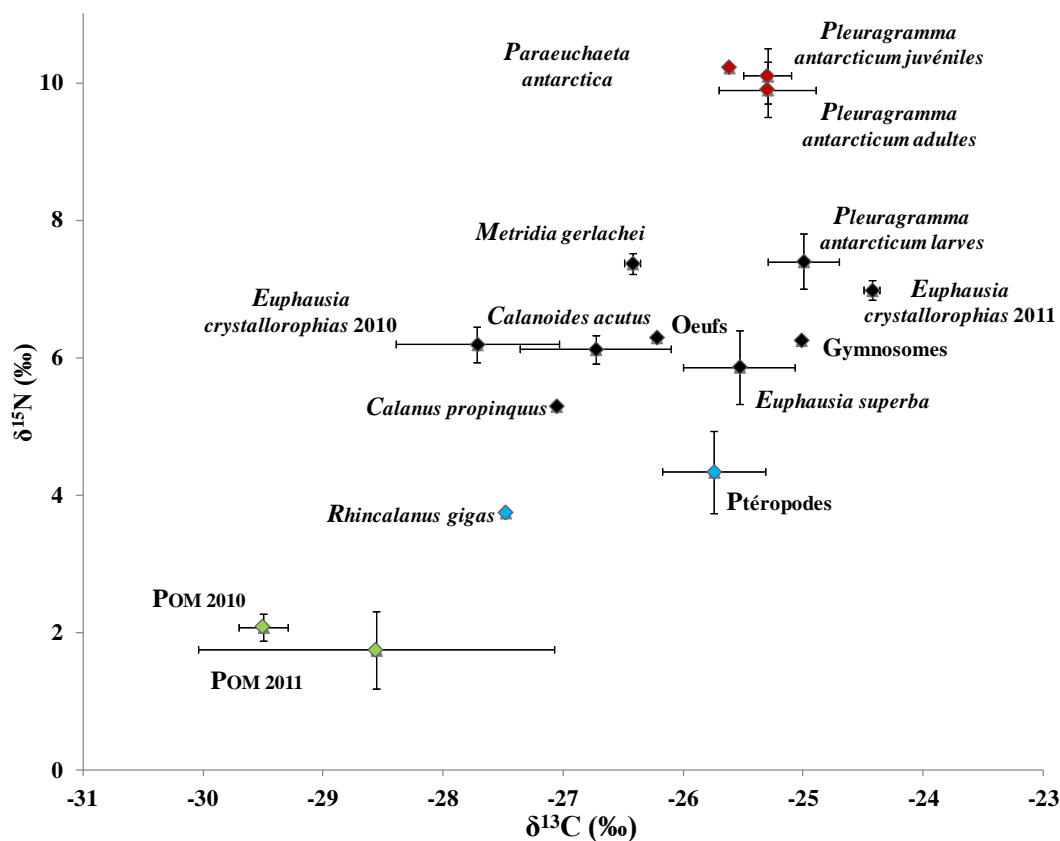 Paraeuchaeta
antarctica
Pleuragramma
antarcticum juvéniles
Pleuragramma
antarcticum adultes
Metridia gerlachei
Pleuragramma
antarcticum larves
Euphausia
crystallorophias 2010
Calanoides acutus
Oeufs
Euphausia
crystallorophias 2011
Gymnosomes
Calanus propinquus
Euphausia superba
Rhincalanus gigas
Ptéropodes
POM 2010
POM 2011
δ15N (‰)
10
8
6
4
2
0
-31 -30 -29 -28 -27 -26 -25 -24 -23
δ13C (‰)